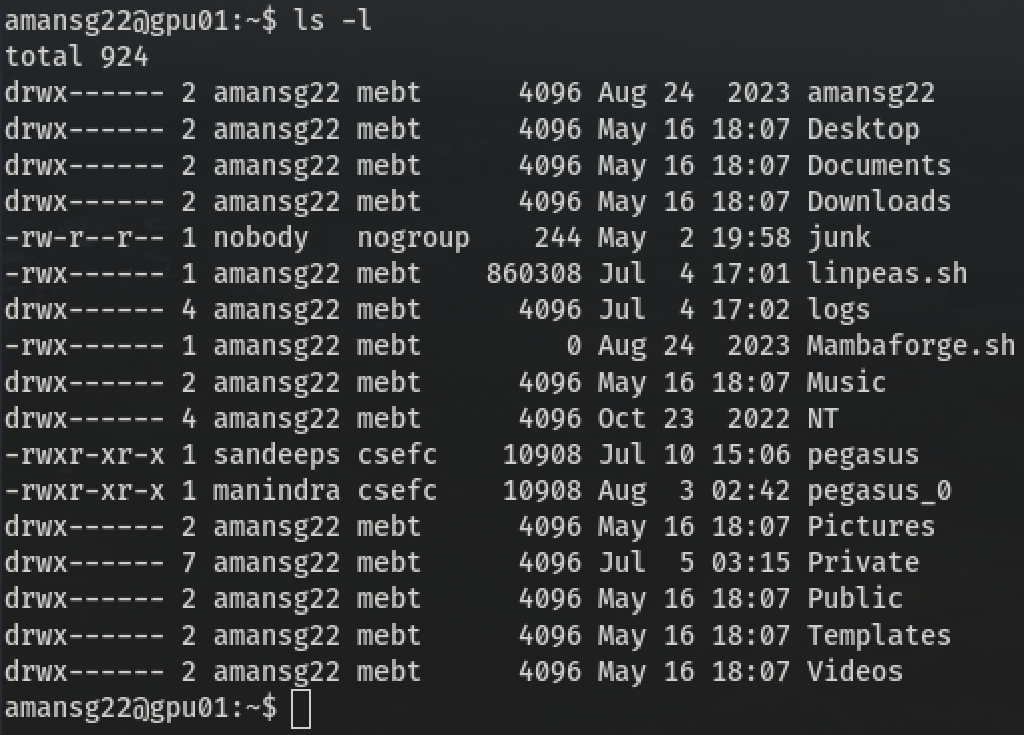 amansg22@gpu01:~$ ls -l
total 924
drwx------ 2 amansg22 mebt       4096 Aug 24  2023 amansg22
drwx------ 2 amansg22 mebt       4096 May 16 18:07 Desktop
drwx------ 2 amansg22 mebt       4096 May 16 18:07 Documents
drwx------ 2 amansg22 mebt       4096 May 16 18:07 Downloads
-rw-r--r-- 1 nobody   nogroup     244 May  2 19:58 junk
-rwx------ 1 amansg22 mebt     860308 Jul  4 17:01 linpeas.sh
drwx------ 4 amansg22 mebt       4096 Jul  4 17:02 logs
-rwx------ 1 amansg22 mebt          0 Aug 24  2023 Mambaforge.sh
drwx------ 2 amansg22 mebt       4096 May 16 18:07 Music
drwx------ 4 amansg22 mebt       4096 Oct 23  2022 NT
-rwxr-xr-x 1 sandeeps csefc     10908 Jul 10 15:06 pegasus
-rwxr-xr-x 1 manindra csefc     10908 Aug  3 02:42 pegasus_0
drwx------ 2 amansg22 mebt       4096 May 16 18:07 Pictures
drwx------ 7 amansg22 mebt       4096 Jul  5 03:15 Private
drwx------ 2 amansg22 mebt       4096 May 16 18:07 Public
drwx------ 2 amansg22 mebt       4096 May 16 18:07 Templates
drwx------ 2 amansg22 mebt       4096 May 16 18:07 Videos
amansg22@gpu01:~$